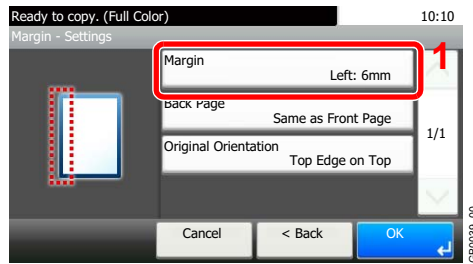 Ready to copy. (Full Color) 10:10
Margin - Settings
Margin
Left: 6mm
1
Back Page
Same as Front Page
1/1
Original Orientation
Top Edge on Top
Cancel
< Back
OK
GB0039_00